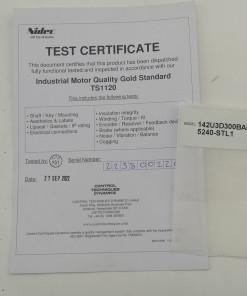 Nidec
TEST CERTIFICATE
This document certifies that this product has been dispatched
fully functional tested and inspected in accordance with our
Industrial Motor Quality Gold Standard
TS1120
This includes the following tests:
- Shaft / Key / Mounting
- Aesthetics & Labels
- Lipseal / Gaskets / IP rating
- Electrical connections
- Insulation integrity
- Winding / Torque / Kt
- Encoder / Resolver / Feedback device
- Brake (where applicable)
- Noise / Vibration / Balance
- Cogging
Tested by:
Serial Number:
Date: 27 SEP 2022
CONTROL
TECHNIQUES
DYNAMICS
142U3D300BA
5240-STL1